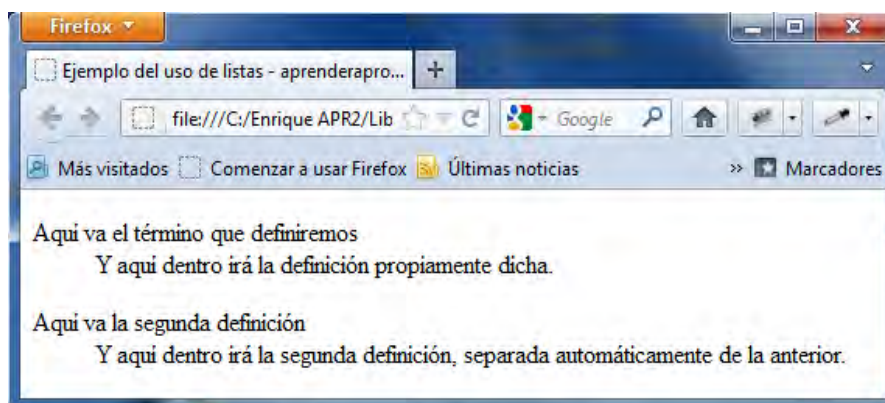 Firefox
Ejemplo del uso de listas - aprenderapro...
file:///C:/Enrique APR2/Lib
Google
Más visitados Comenzar a usar Firefox Últimas noticias » Marcadores
Aqui va el término que definiremos
Y aqui dentro irá la definición propiamente dicha.
Aqui va la segunda definición
Y aqui dentro irá la segunda definición, separada automáticamente de la anterior.